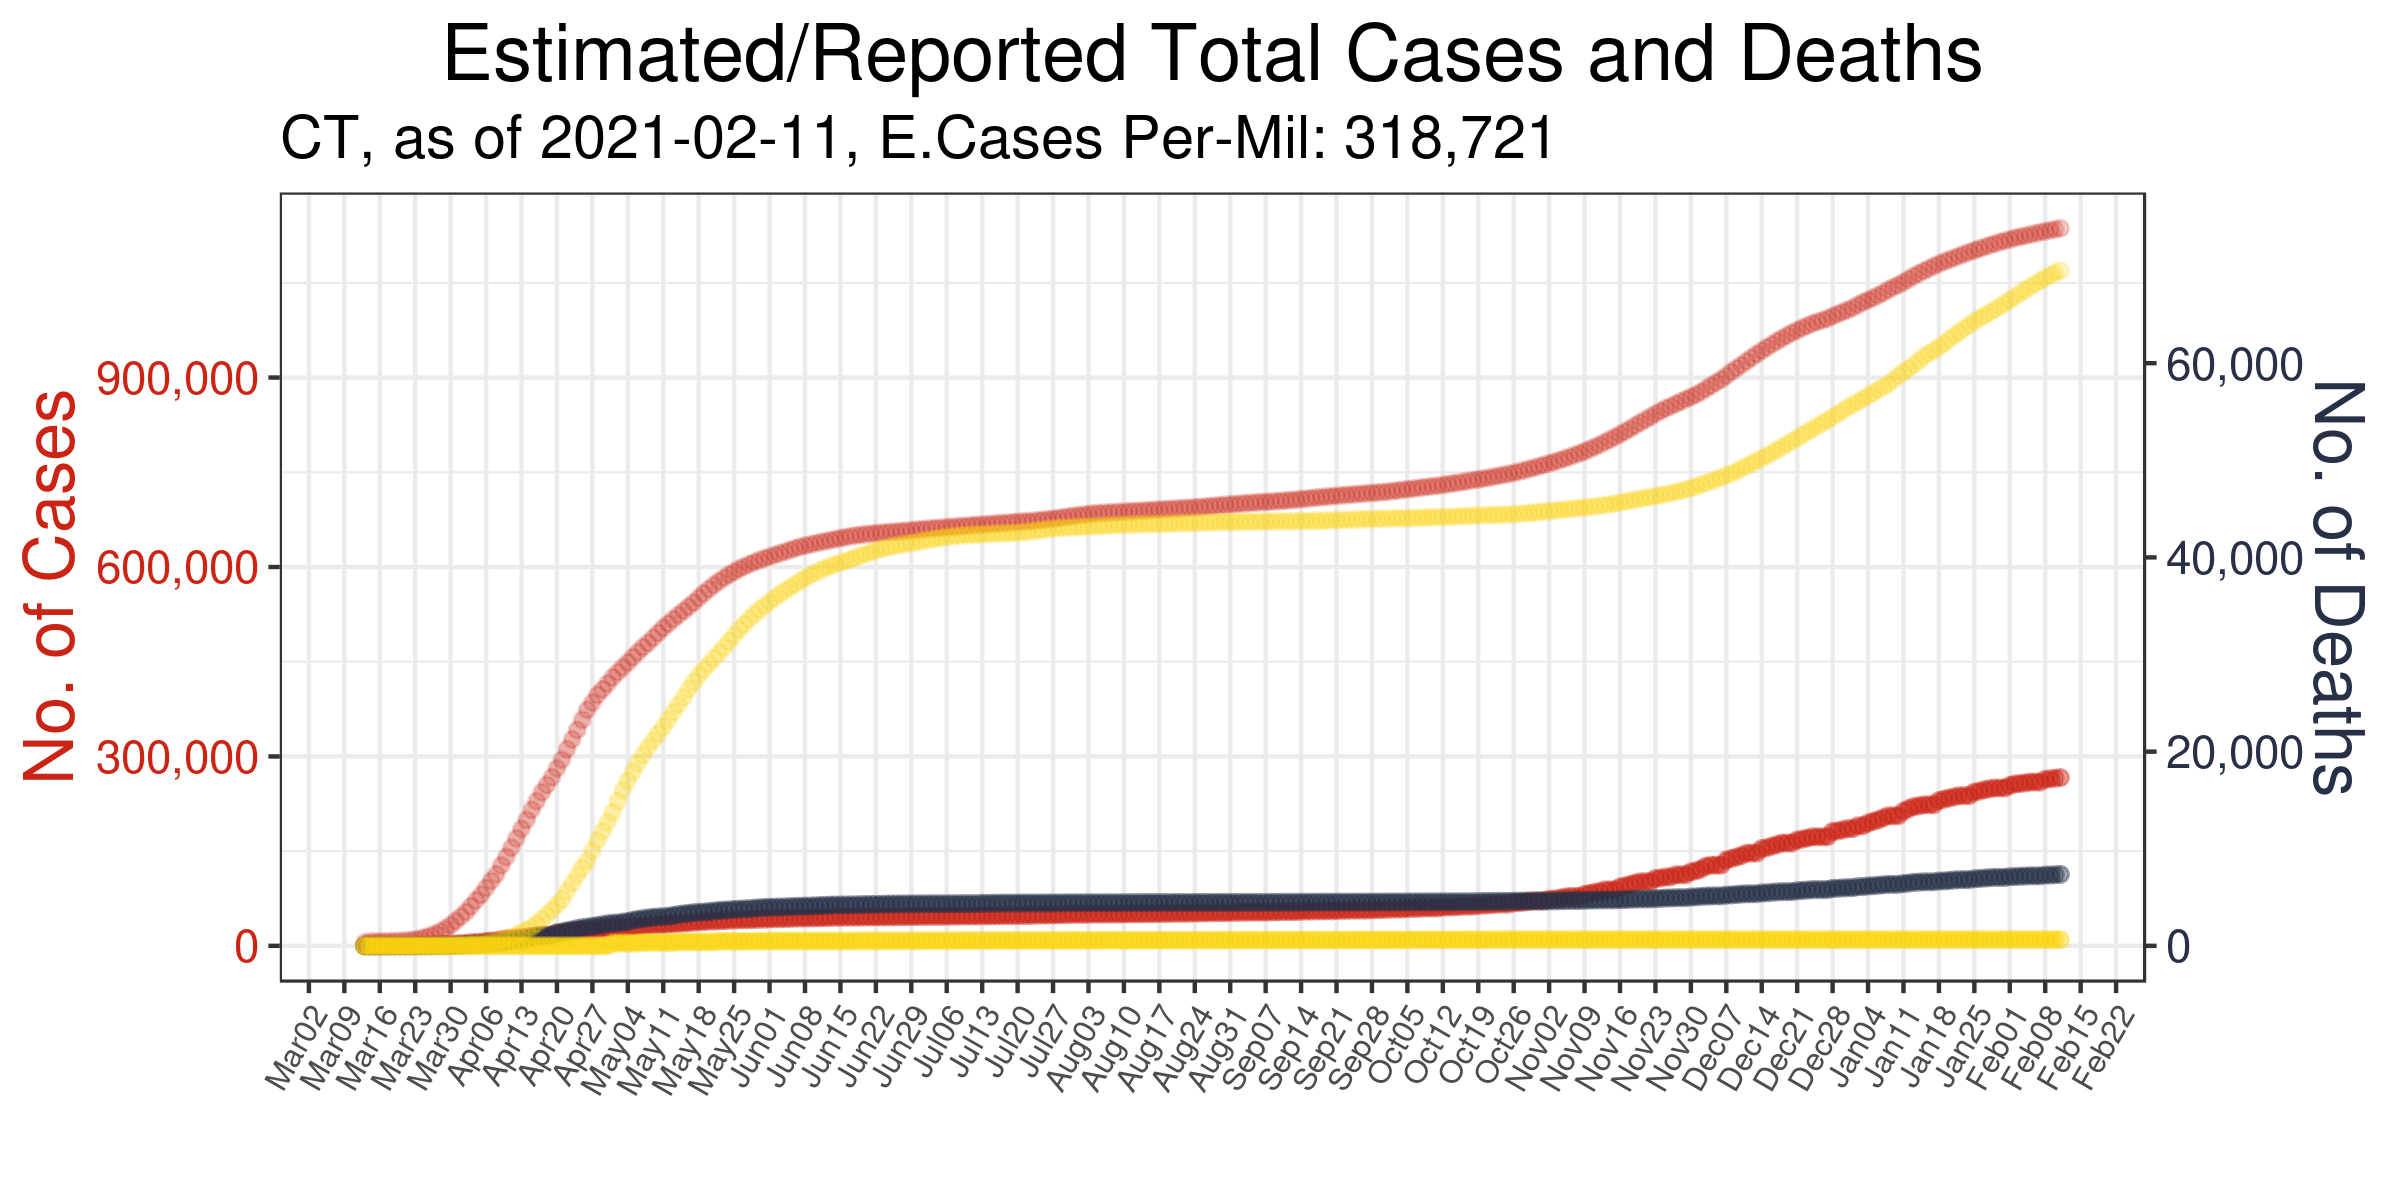 Estimated/Reported Total Cases and Deaths
CT, as of 2021-02-11, E.Cases Per-Mil: 318,721
No. of Cases
900,000
600,000
300,000
0
60,000
40,000
20,000
0
No. of Deaths
Mar02
Mar09
Mar16
Mar23
Mar30
Apr06
Apr13
Apr20
Apr27
May04
May11
May18
May25
Jun01
Jun08
Jun15
Jun22
Jun29
Jul06
Jul13
Jul20
Jul27
Aug03
Aug10
Aug17
Aug24
Aug31
Sep07
Sep14
Sep21
Sep28
Oct05
Oct12
Oct19
Oct26
Nov02
Nov09
Nov16
Nov23
Nov30
Dec07
Dec14
Dec21
Dec28
Jan04
Jan11
Jan18
Jan25
Feb01
Feb08
Feb15
Feb22